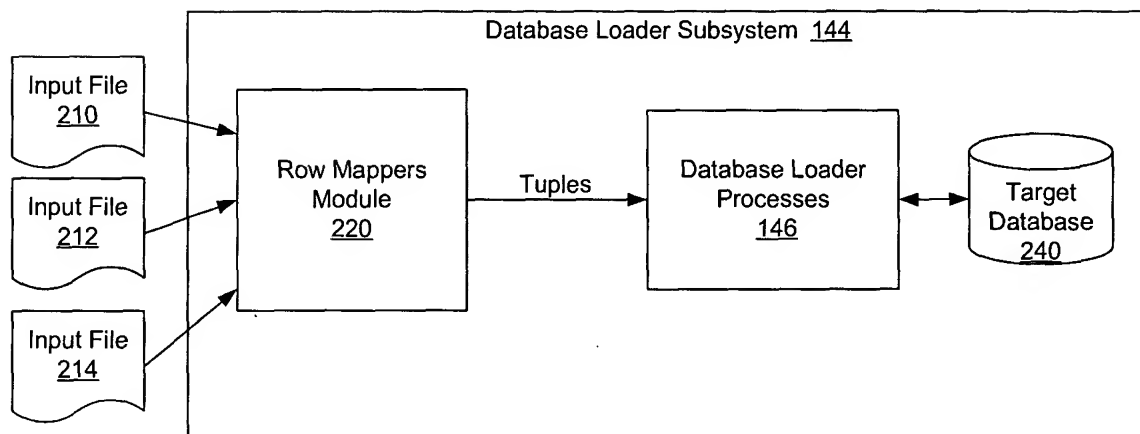 Database Loader Subsystem 144
Input File
210
Input File
212
Input File
214
Row Mappers
Module
220
Tuples
Database Loader
Processes
146
Target
Database
240